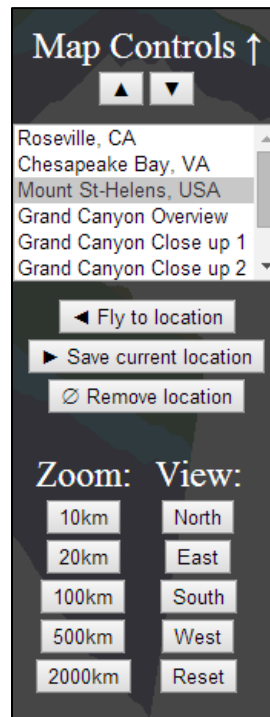 Map Controls ↑
▲ ▼
Roseville, CA
Chesapeake Bay, VA
Mount St-Helens, USA
Grand Canyon Overview
Grand Canyon Close up 1
Grand Canyon Close up 2
◄ Fly to location
► Save current location
∅ Remove location
Zoom: View:
10km North
20km East
100km South
500km West
2000km Reset